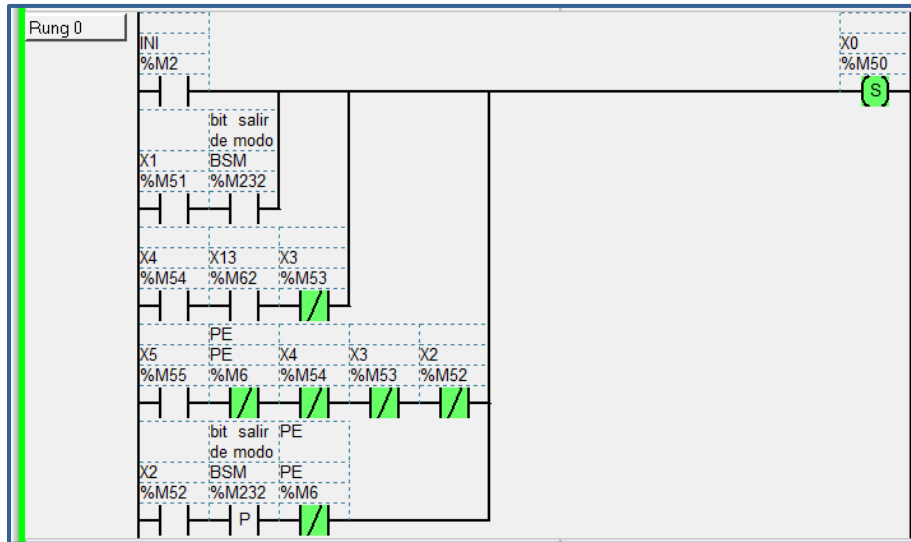 Rung 0
INI
X0
%M2
%M50
S
bit salir
de modo
X1 BSM
%M51 %M232
X4 X13 X3
%M54 %M62 %M53
PE
X5 PE X4 X3 X2
%M55 %M6 %M54 %M53 %M52
bit salir PE
de modo
X2 BSM PE
%M52 %M232 %M6
P